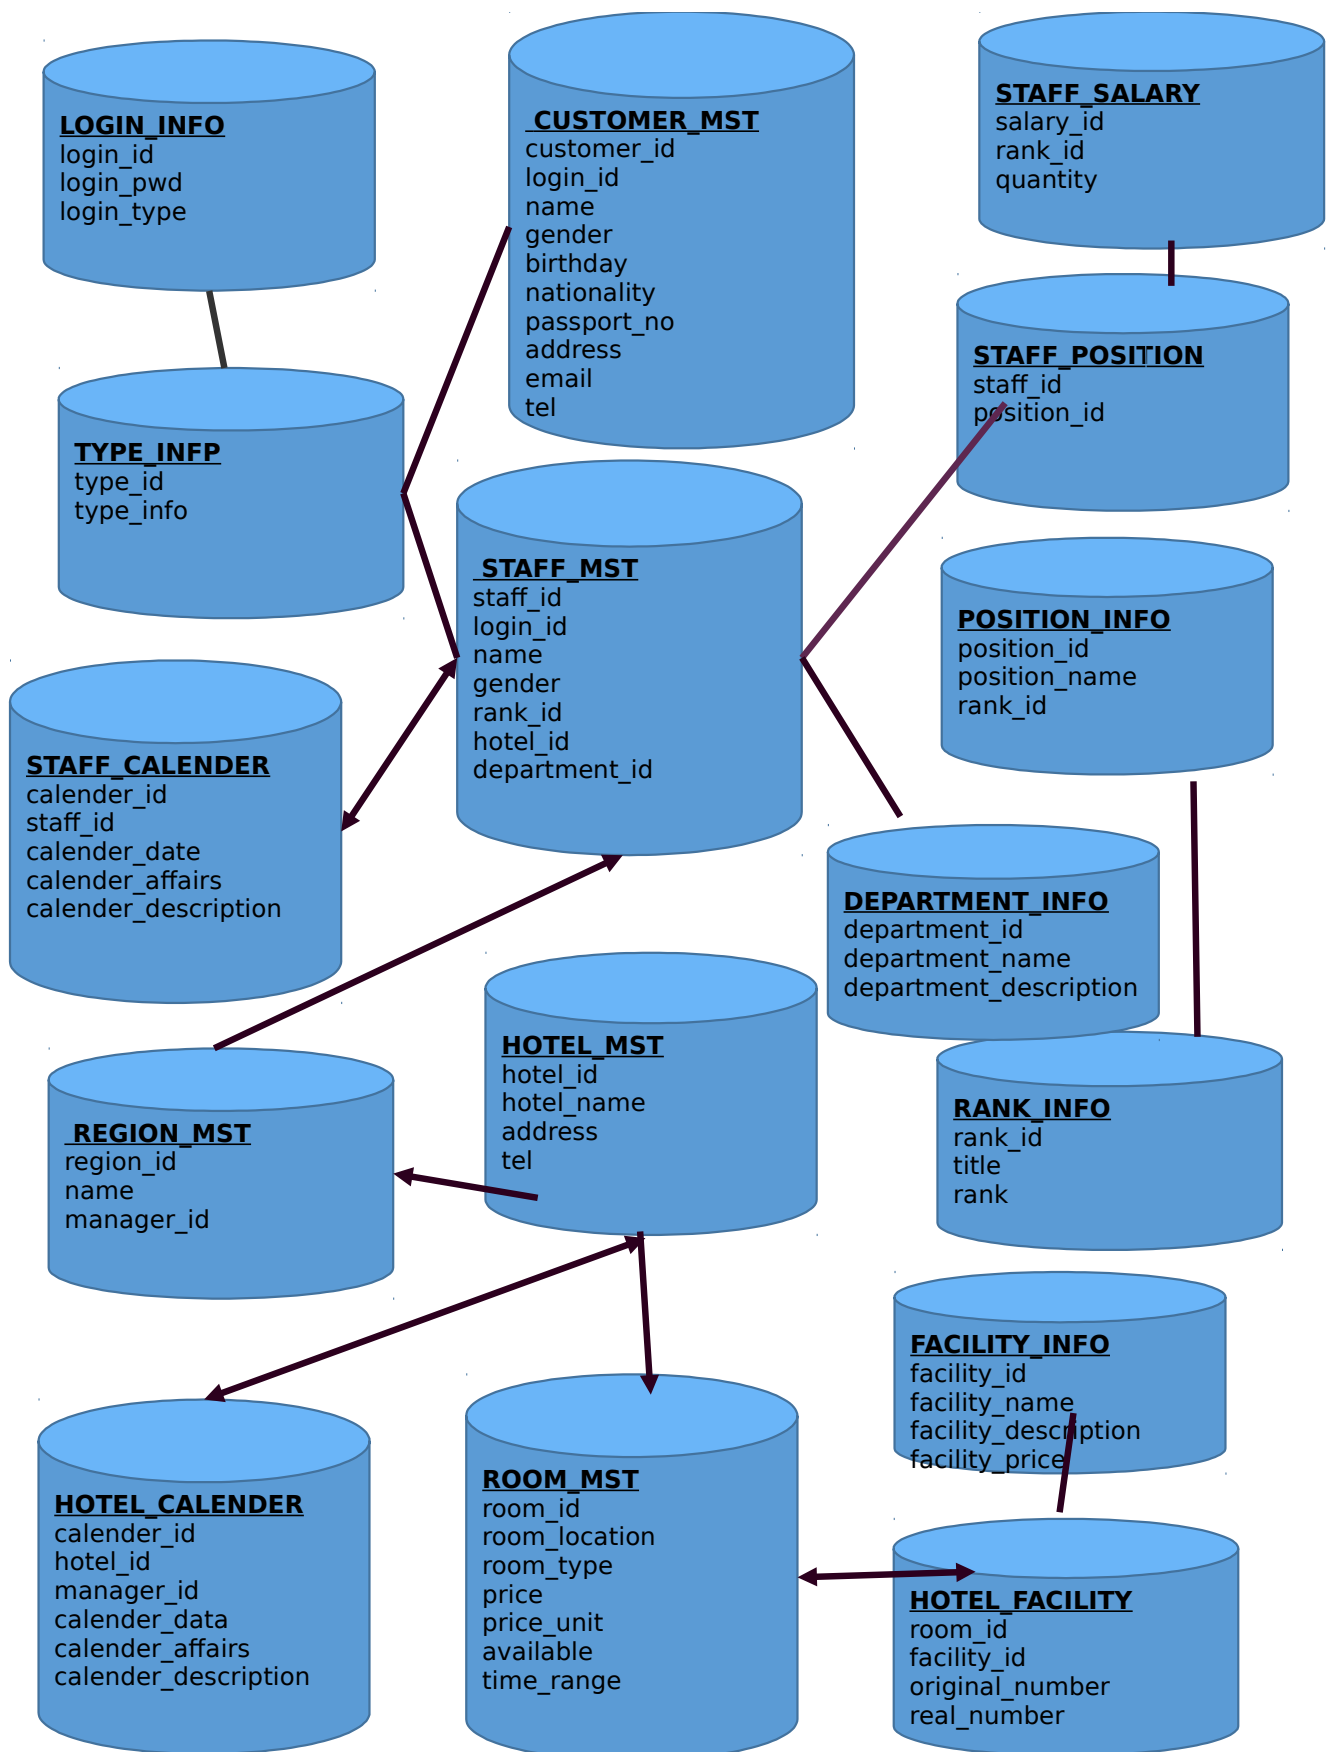 LOGIN_INFO
login_id
login_pwd
login_type
CUSTOMER_MST
customer_id
login_id
name
gender
birthday
nationality
passport_no
address
email
tel
STAFF_SALARY
salary_id
rank_id
quantity
STAFF_POSITION
staff_id
position_id
TYPE_INFP
type_id
type_info
STAFF_MST
staff_id
login_id
name
gender
rank_id
hotel_id
department_id
POSITION_INFO
position_id
position_name
rank_id
STAFF_CALENDER
calender_id
staff_id
calender_date
calender_affairs
calender_description
DEPARTMENT_INFO
department_id
department_name
department_description
HOTEL_MST
hotel_id
hotel_name
address
tel
REGION_MST
region_id
name
manager_id
RANK_INFO
rank_id
title
rank
FACILITY_INFO
facility_id
facility_name
facility_description
facility_price
HOTEL_CALENDER
calender_id
hotel_id
manager_id
calender_data
calender_affairs
calender_description
ROOM_MST
room_id
room_location
room_type
price
price_unit
available
time_range
HOTEL_FACILITY
room_id
facility_id
original_number
real_number